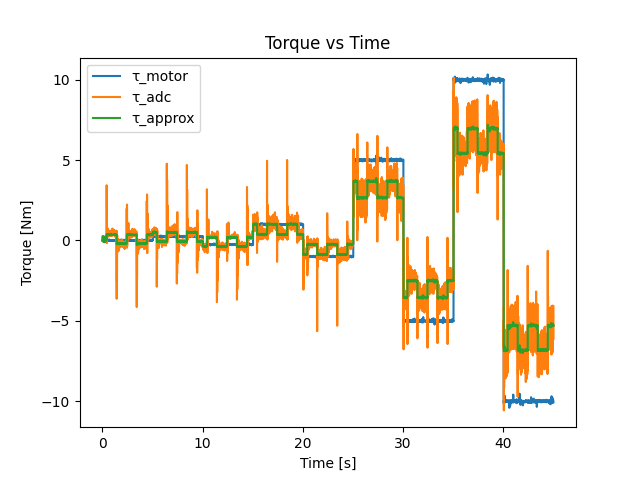 Torque vs Time
τ_motor
τ_adc
τ_approx
Torque [Nm]
10
5
0
−5
−10
0 10 20 30 40
Time [s]